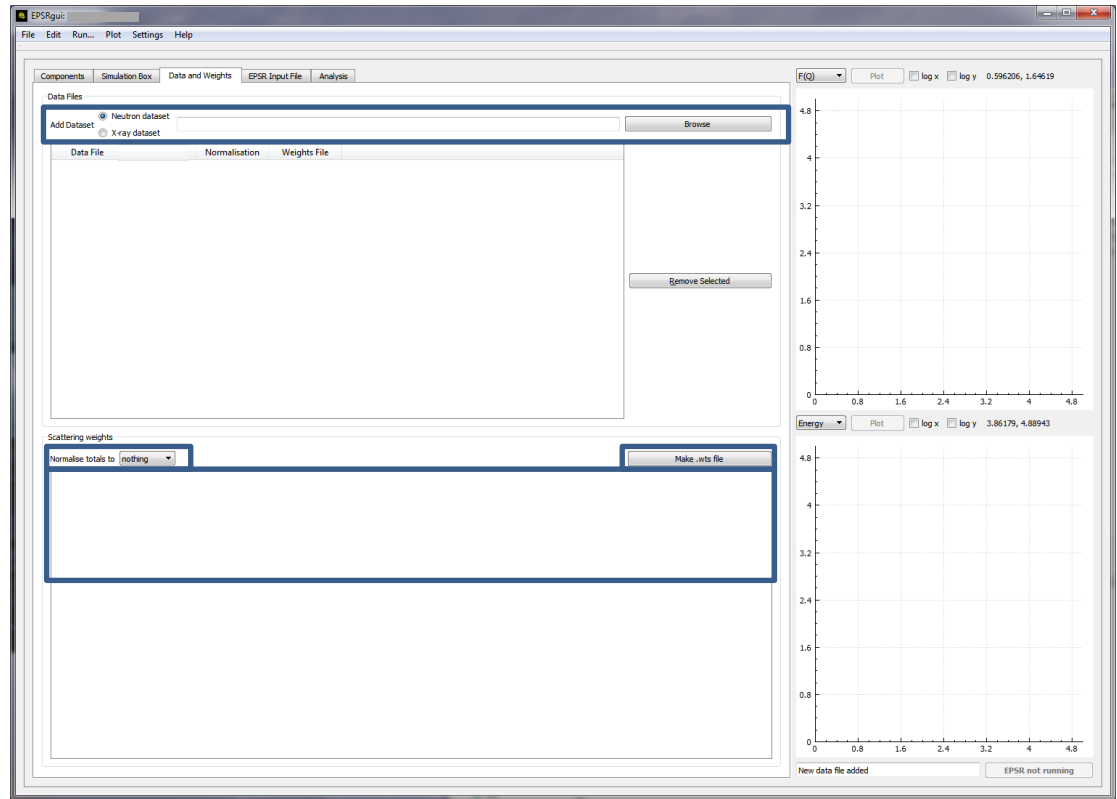 EPSRgui:
File Edit Run... Plot Settings Help
Components Simulation Box Data and Weights EPSR Input File Analysis
Data Files
Add Dataset Neutron dataset Browse
X-ray dataset
Data File Normalisation Weights File
Remove Selected
Scattering weights
Normalise totals to nothing Make .wts file
F(Q) Plot log x log y 0.596206, 1.64619
4.8
4
3.2
2.4
1.6
0.8
0
0 0.8 1.6 2.4 3.2 4 4.8
Energy Plot log x log y 3.86179, 4.88943
4.8
4
3.2
2.4
1.6
0.8
0
0 0.8 1.6 2.4 3.2 4 4.8
New data file added EPSR not running